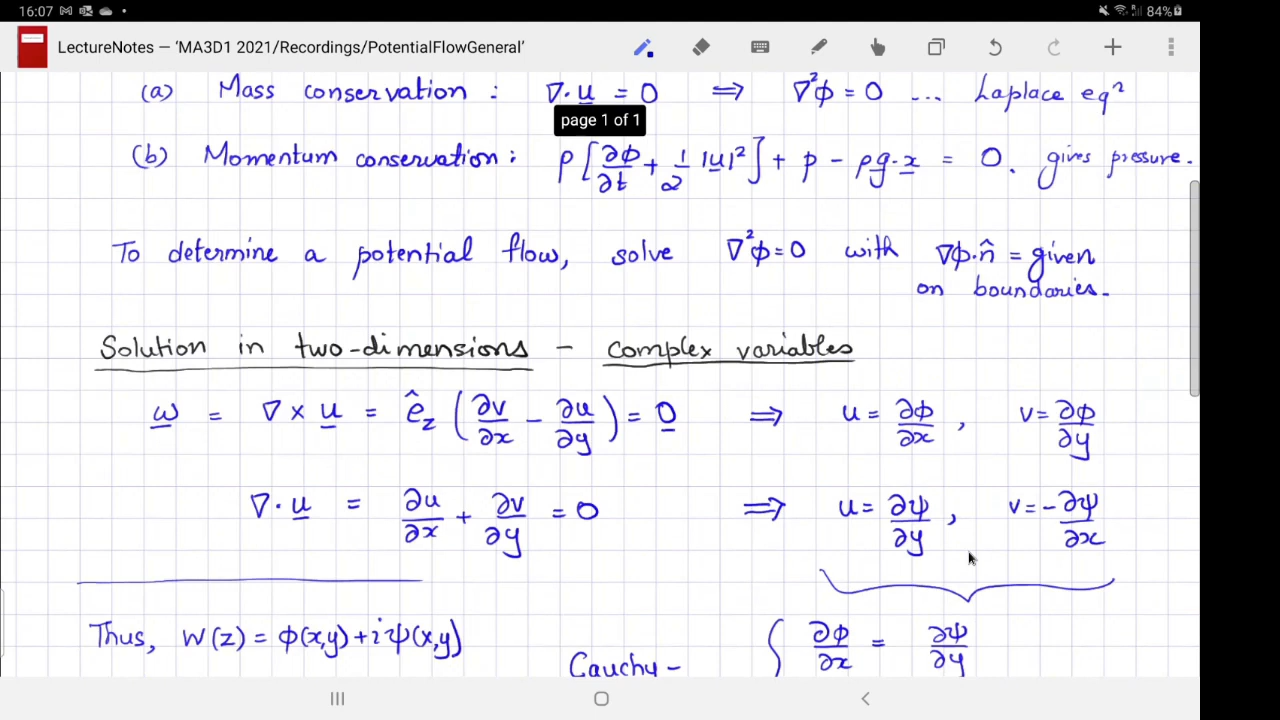 16:07 84%
LectureNotes — ‘MA3D1 2021/Recordings/PotentialFlowGeneral’
(a) Mass conservation : ∇·u = 0 ⟹ ∇²φ = 0 ... Laplace eqⁿ
page 1 of 1
(b) Momentum conservation : ρ[∂φ/∂t + 1/2 |u|²] + p − ρg·x = 0. gives pressure.
To determine a potential flow, solve ∇²φ=0 with ∇φ·n̂ = given
on boundaries.
Solution in two-dimensions – complex variables
ω = ∇ × u = ê_z (∂v/∂x − ∂u/∂y) = 0 ⟹ u = ∂φ/∂x , v = ∂φ/∂y
∇·u = ∂u/∂x + ∂v/∂y = 0 ⟹ u = ∂ψ/∂y , v = −∂ψ/∂x
Thus, W(z) = φ(x,y)+iψ(x,y)
Cauchy – { ∂φ/∂x = ∂ψ/∂y